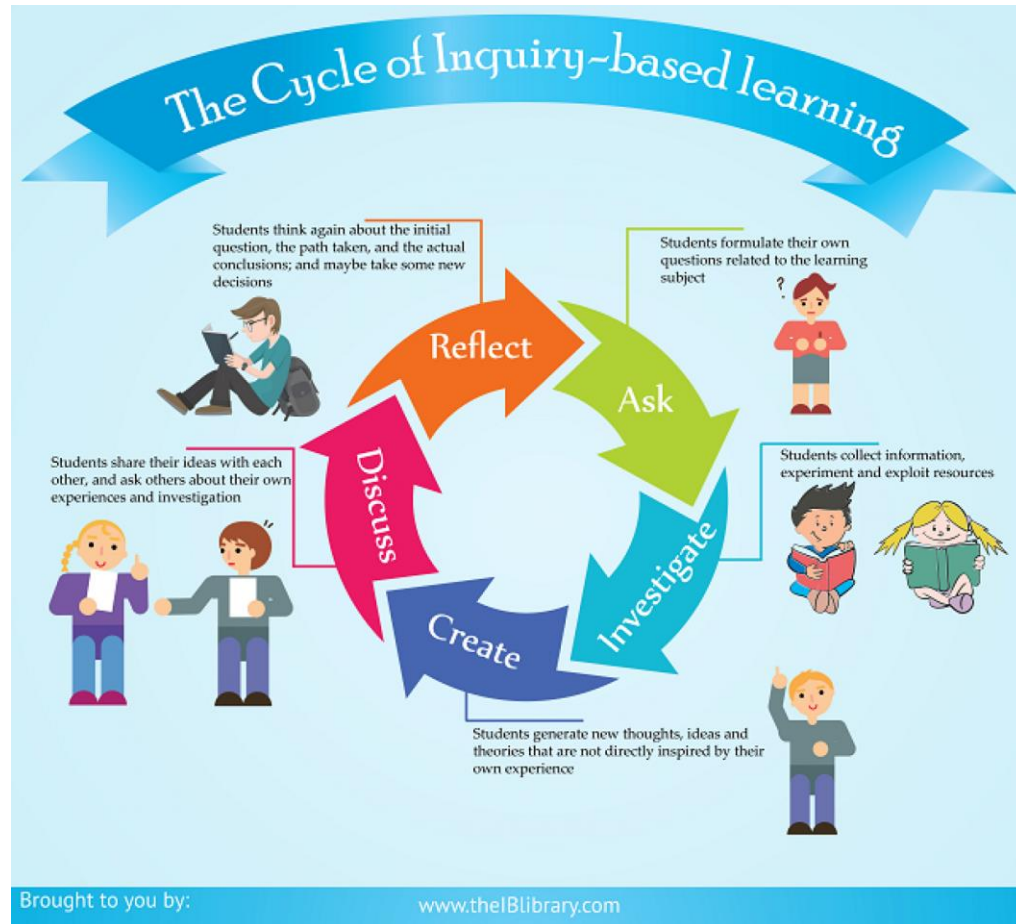 The Cycle of Inquiry-based learning
Students think again about the initial
question, the path taken, and the actual
conclusions; and maybe take some new
decisions
Reflect
Students formulate their own
questions related to the learning
subject
?
Ask
Students collect information,
experiment and exploit resources
Investigate
Students generate new thoughts, ideas and
theories that are not directly inspired by their
own experience
Create
Students share their ideas with each
other, and ask others about their own
experiences and investigation
Discuss
Brought to you by:
www.theIBlibrary.com